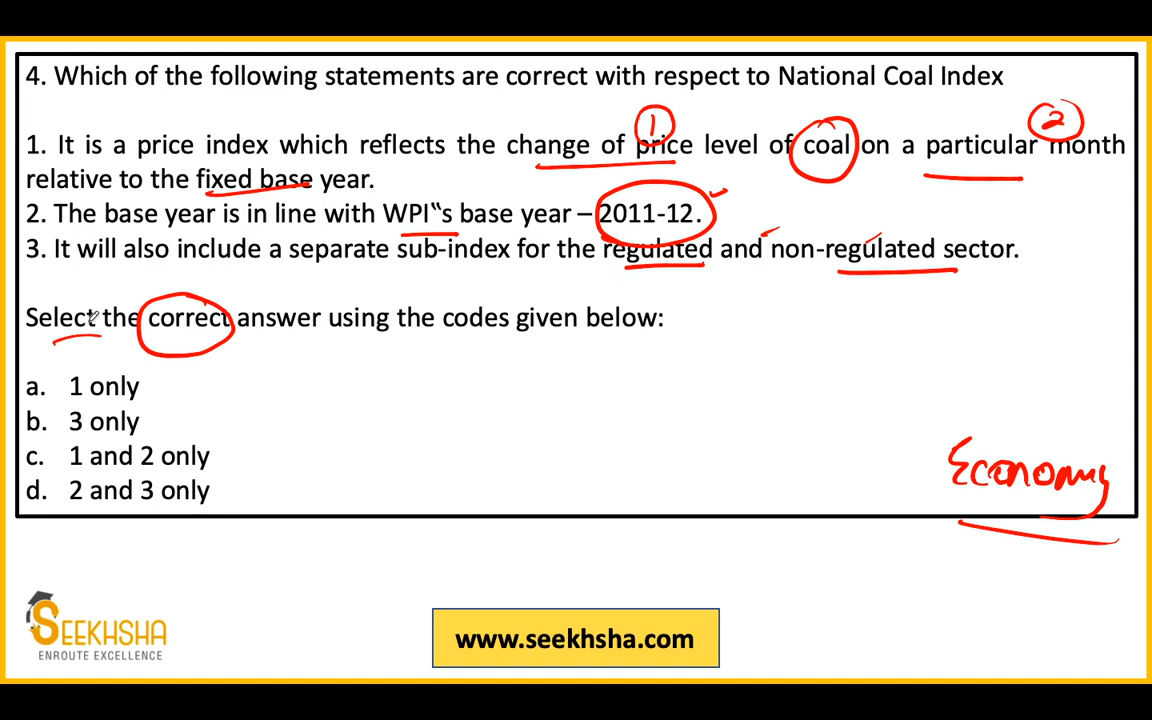 4. Which of the following statements are correct with respect to National Coal Index
1
2
1. It is a price index which reflects the change of price level of coal on a particular month
relative to the fixed base year.
2. The base year is in line with WPI‟s base year – 2011-12.
3. It will also include a separate sub-index for the regulated and non-regulated sector.
Select the correct answer using the codes given below:
a. 1 only
b. 3 only
c. 1 and 2 only
d. 2 and 3 only
Economy
SEEKHSHA
ENROUTE EXCELLENCE
www.seekhsha.com